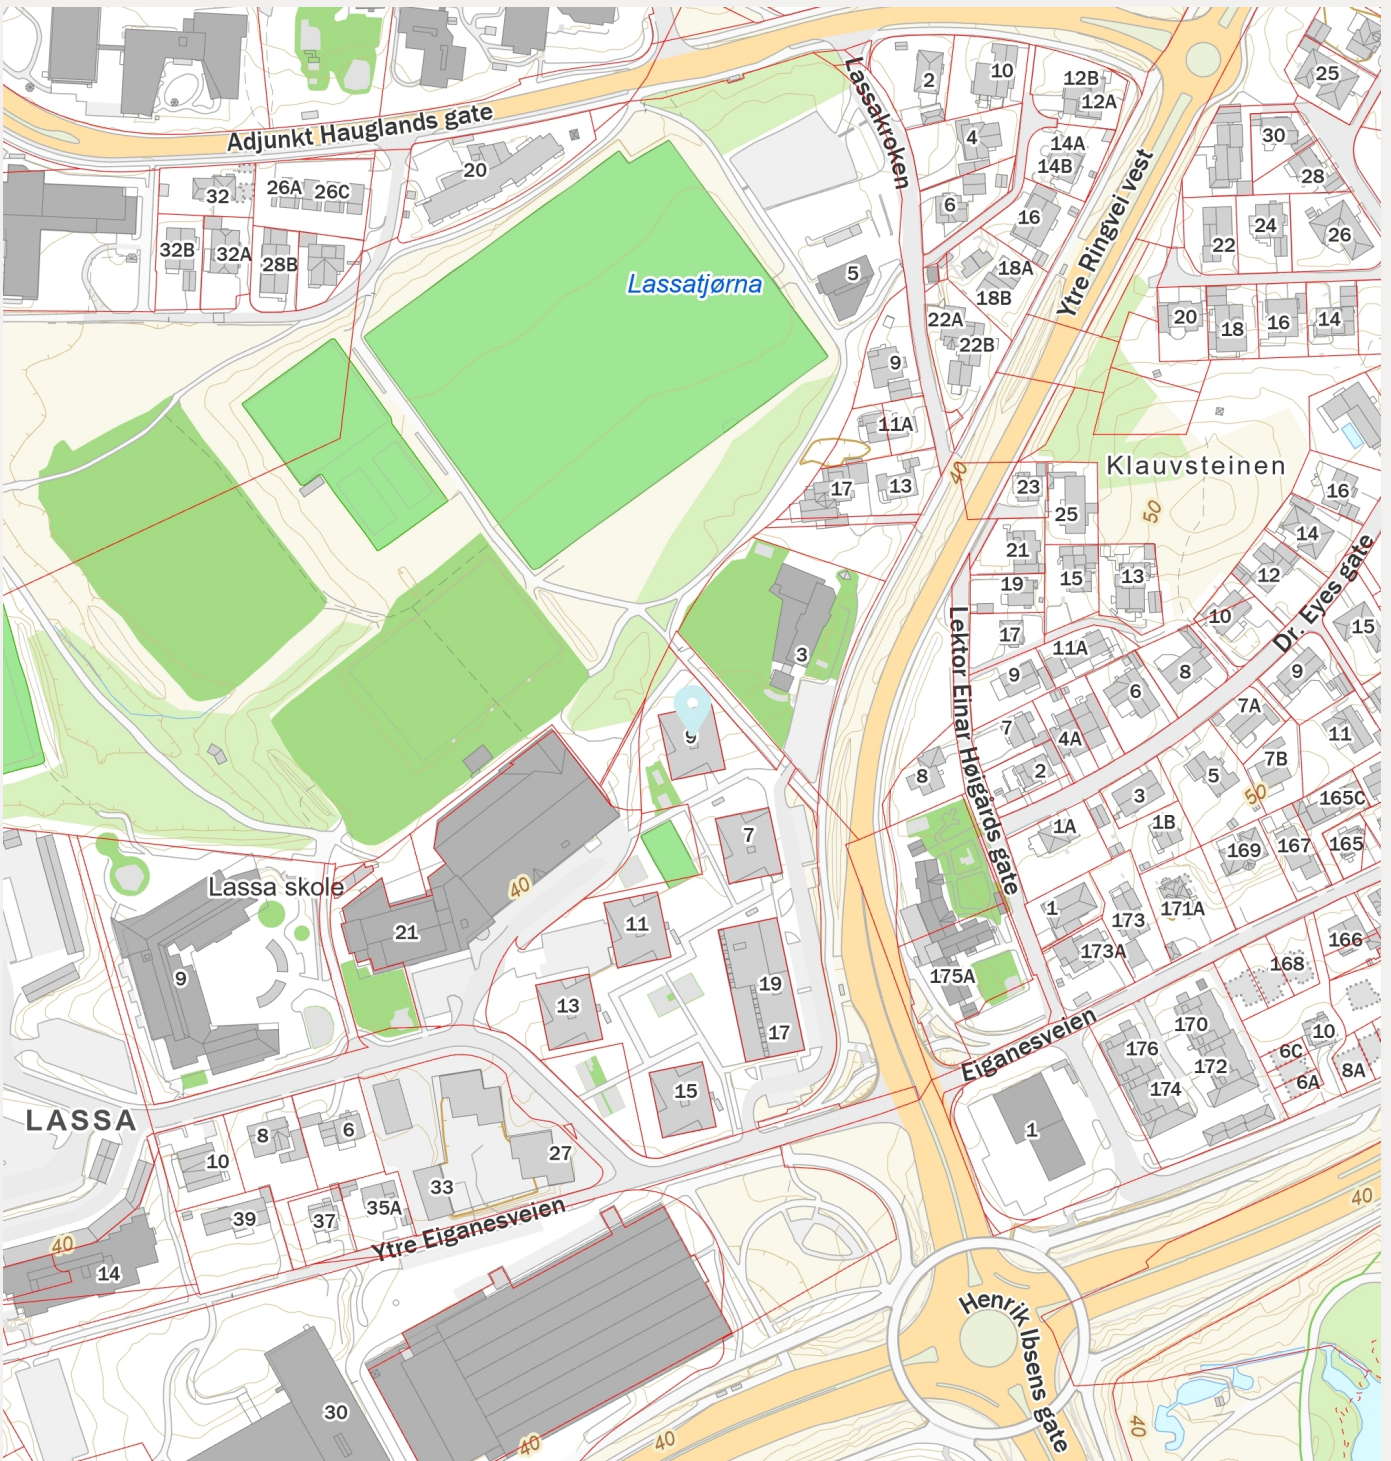 25
2
10
12B
12A
Lassakroken
Adjunkt Hauglands gate
4
14A
14B
30
28
20
32
26A
26C
6
16
Ytre Ringvei vest
22
24
26
32B
32A
28B
5
18A
18B
Lassatjørna
22A
22B
20
18
16
14
9
11A
Klauvsteinen
40
17
13
23
25
50
16
14
21
15
13
12
19
10
Dr. Eyes gate
15
17
Lektor Einar Høigårds gate
3
11A
9
8
9
6
7A
7
4A
11
9
8
2
7B
5
3
50
165C
7
1A
1B
169
167
165
Lassa skole
40
1
173
171A
21
11
173A
166
9
175A
168
19
13
17
Eiganesveien
170
10
176
6C
172
8A
6A
174
15
LASSA
8
6
1
10
27
33
39
37
35A
Ytre Eiganesveien
40
40
14
Henrik Ibsens gate
30
40
40
40